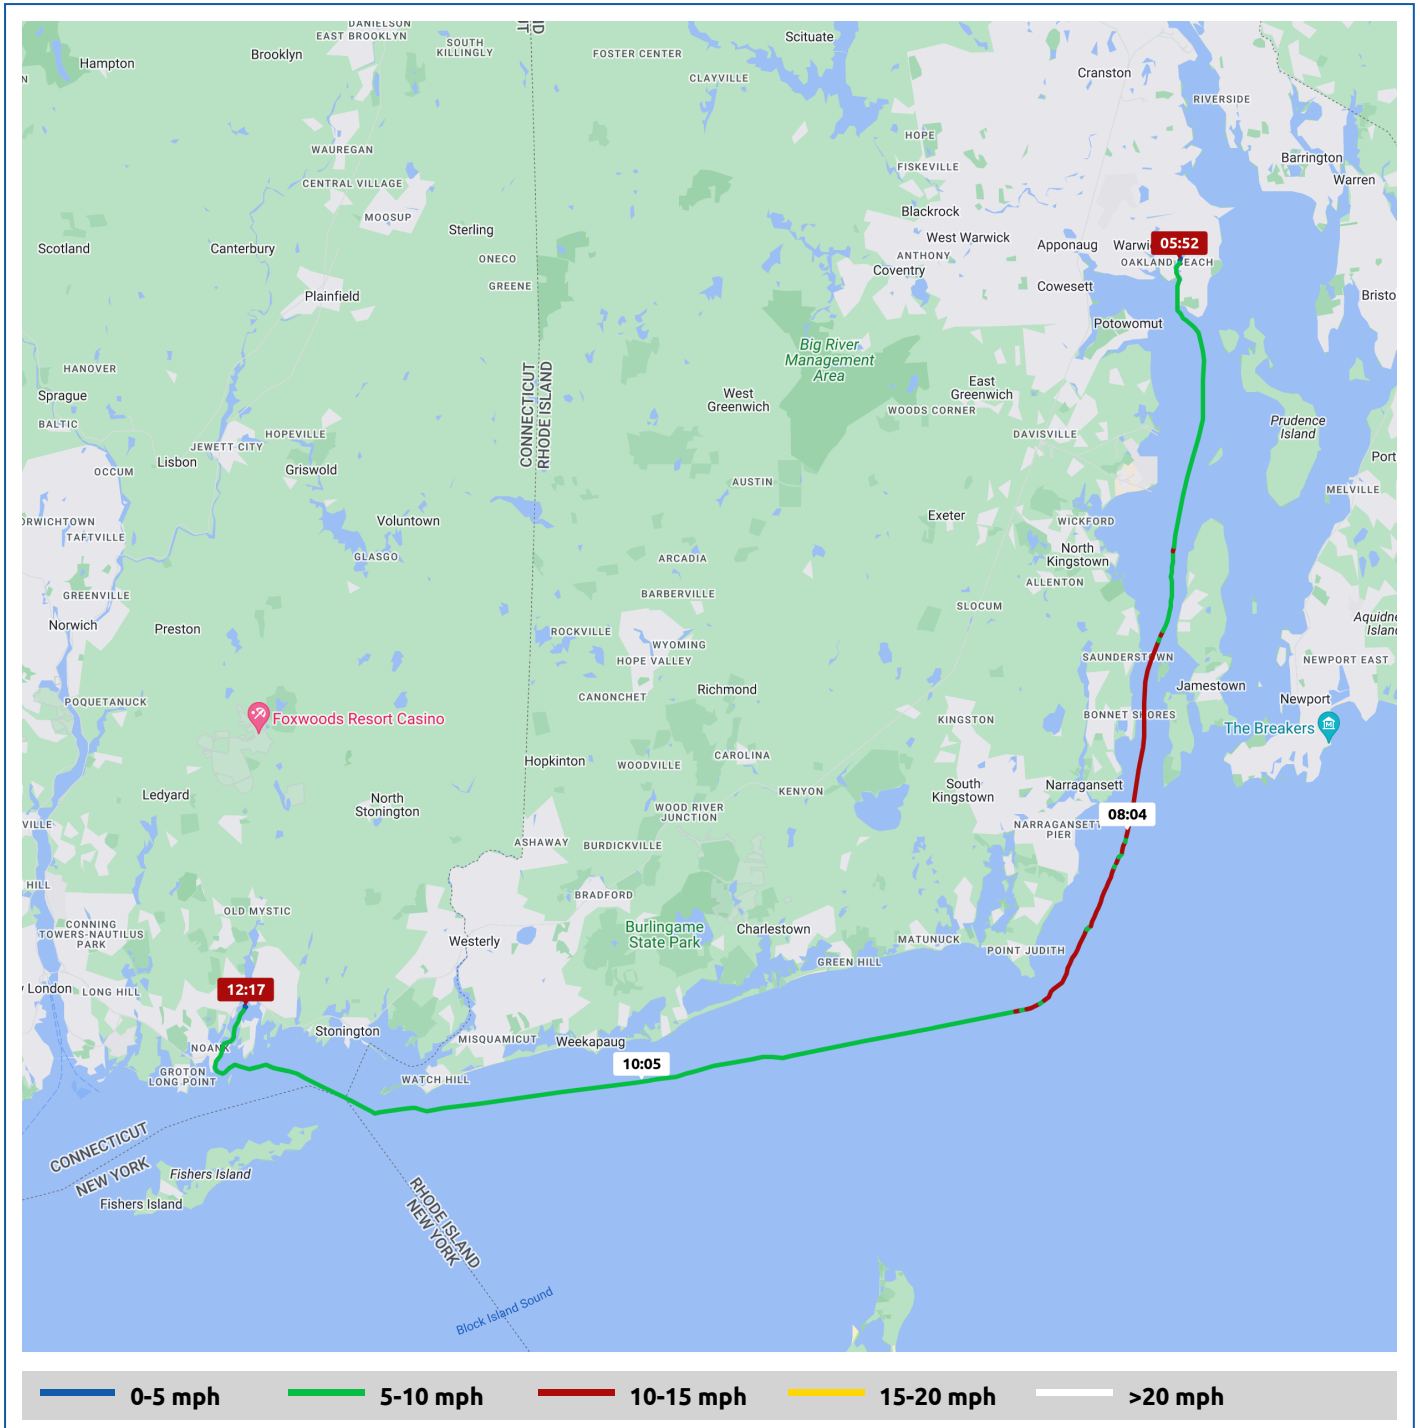 DANIELSON
EAST BROOKLYN
Hampton
Brooklyn
SOUTH
KILLINGLY
FOSTER CENTER
Scituate
CLAYVILLE
Cranston
RIVERSIDE
HOPE
FISKEVILLE
WAUREGAN
CENTRAL VILLAGE
MOOSUP
Barrington
Warren
Blackrock
Sterling
West Warwick
Apponaug
05:52
OAKLAND BEACH
Scotland
Canterbury
ONECO
ANTHONY
Coventry
GREENE
Cowesett
Plainfield
Bristo
Potowomut
Big River
Management
Area
HANOVER
Sprague
CONNECTICUT
RHODE ISLAND
West
Greenwich
East
Greenwich
WOODS CORNER
BALTIC
HOPEVILLE
JEWETT CITY
DAVISVILLE
Prudence
Island
OCCUM
Lisbon
Griswold
Port
AUSTIN
MELVILLE
ORWICHTOWN
TAFTVILLE
Voluntown
Exeter
WICKFORD
GLASGO
ARCADIA
North
Kingstown
ALLENTON
GREENVILLE
BARBERVILLE
SLOCUM
Norwich
Preston
ROCKVILLE
WYOMING
HOPE VALLEY
Aquidne
Islan
SAUNDERSTOWN
NEWPORT EAST
POQUETANUCK
CANONCHET
Richmond
Jamestown
Newport
Foxwoods Resort Casino
KINGSTON
BONNET SHORES
The Breakers
Hopkinton
WOODVILLE
CAROLINA
Ledyard
North
Stonington
KENYON
South
Kingstown
Narragansett
WOOD RIVER
JUNCTION
08:04
NARRAGANSETT
PIER
VILLE
ASHAWAY
BURDICKVILLE
HILL
BRADFORD
OLD MYSTIC
CONNING
TOWERS-NAUTILUS
PARK
Westerly
Burlingame
State Park
Charlestown
MATUNUCK
POINT JUDITH
GREEN HILL
12:17
London
LONG HILL
Stonington
MISQUAMICUT
Weekapaug
NOANK
10:05
GROTON
LONG POINT
WATCH HILL
CONNECTICUT
NEW YORK
Fishers Island
Fishers Island
RHODE ISLAND
NEW YORK
Block Island Sound
0-5 mph
5-10 mph
10-15 mph
15-20 mph
>20 mph